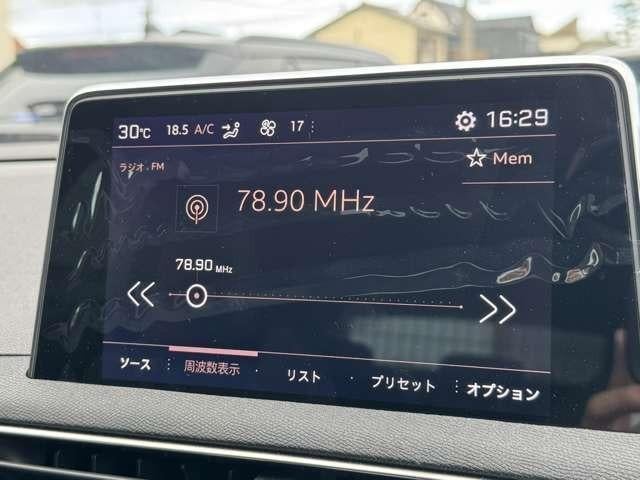 30℃ 18.5 A/C 17 16:29
ラジオ . FM
Mem
78.90 MHz
78.90 MHz
ソース 周波数表示 リスト プリセット オプション